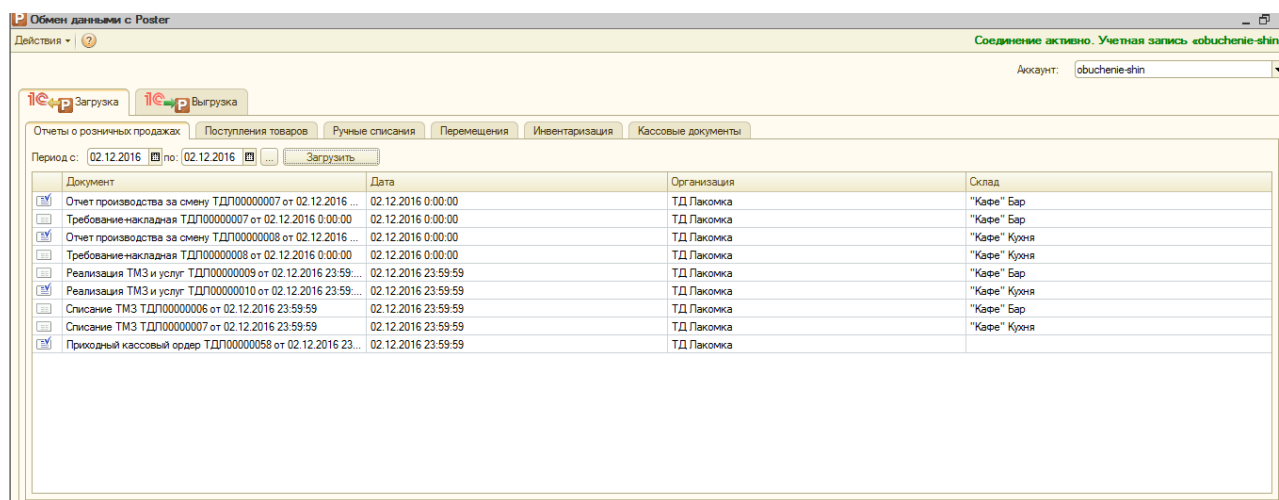 Обмен данными с Poster
Действия
Соединение активно. Учетная запись «obuchenie-shin
Аккаунт: obuchenie-shin
Загрузка Выгрузка
Отчеты о розничных продажах Поступления товаров Ручные списания Перемещения Инвентаризация Кассовые документы
Период с: 02.12.2016 по: 02.12.2016 ... Загрузить
Документ Дата Организация Склад
Отчет производства за смену ТДЛ00000007 от 02.12.2016 ... 02.12.2016 0:00:00 ТД Лакомка "Кафе" Бар
Требование-накладная ТДЛ00000007 от 02.12.2016 0:00:00 02.12.2016 0:00:00 ТД Лакомка "Кафе" Бар
Отчет производства за смену ТДЛ00000008 от 02.12.2016 ... 02.12.2016 0:00:00 ТД Лакомка "Кафе" Кухня
Требование-накладная ТДЛ00000008 от 02.12.2016 0:00:00 02.12.2016 0:00:00 ТД Лакомка "Кафе" Кухня
Реализация ТМЗ и услуг ТДЛ00000009 от 02.12.2016 23:59:... 02.12.2016 23:59:59 ТД Лакомка "Кафе" Бар
Реализация ТМЗ и услуг ТДЛ00000010 от 02.12.2016 23:59:... 02.12.2016 23:59:59 ТД Лакомка "Кафе" Кухня
Списание ТМЗ ТДЛ00000006 от 02.12.2016 23:59:59 02.12.2016 23:59:59 ТД Лакомка "Кафе" Бар
Списание ТМЗ ТДЛ00000007 от 02.12.2016 23:59:59 02.12.2016 23:59:59 ТД Лакомка "Кафе" Кухня
Приходный кассовый ордер ТДЛ00000058 от 02.12.2016 23... 02.12.2016 23:59:59 ТД Лакомка